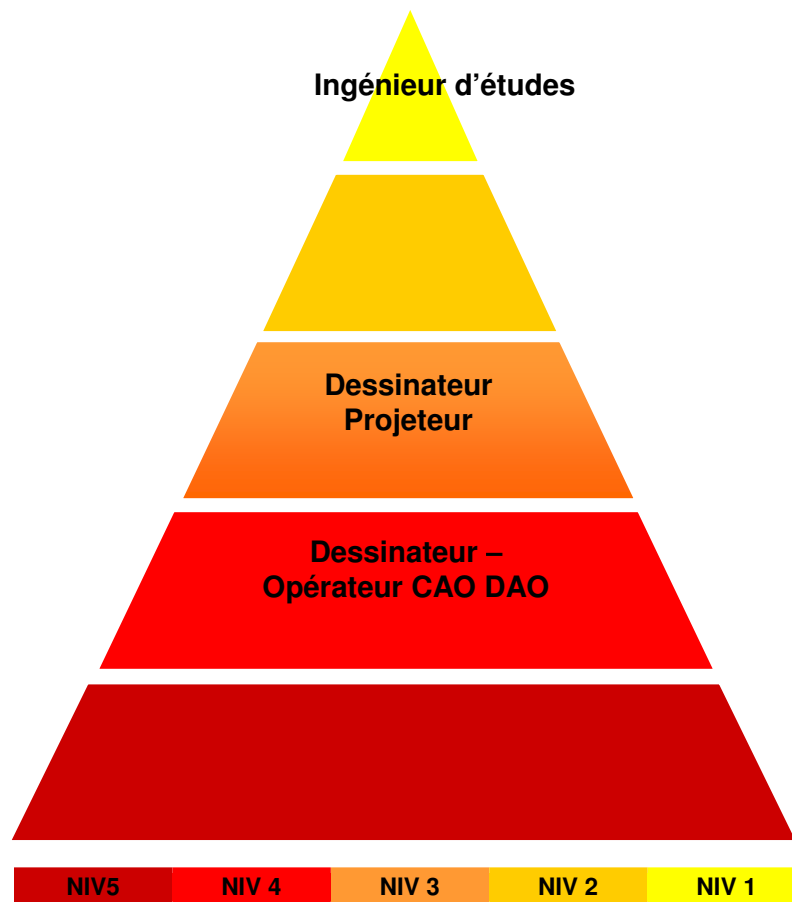 Ingénieur d'études
Dessinateur
Projeteur
Dessinateur –
Opérateur CAO DAO
NIV5 NIV 4 NIV 3 NIV 2 NIV 1